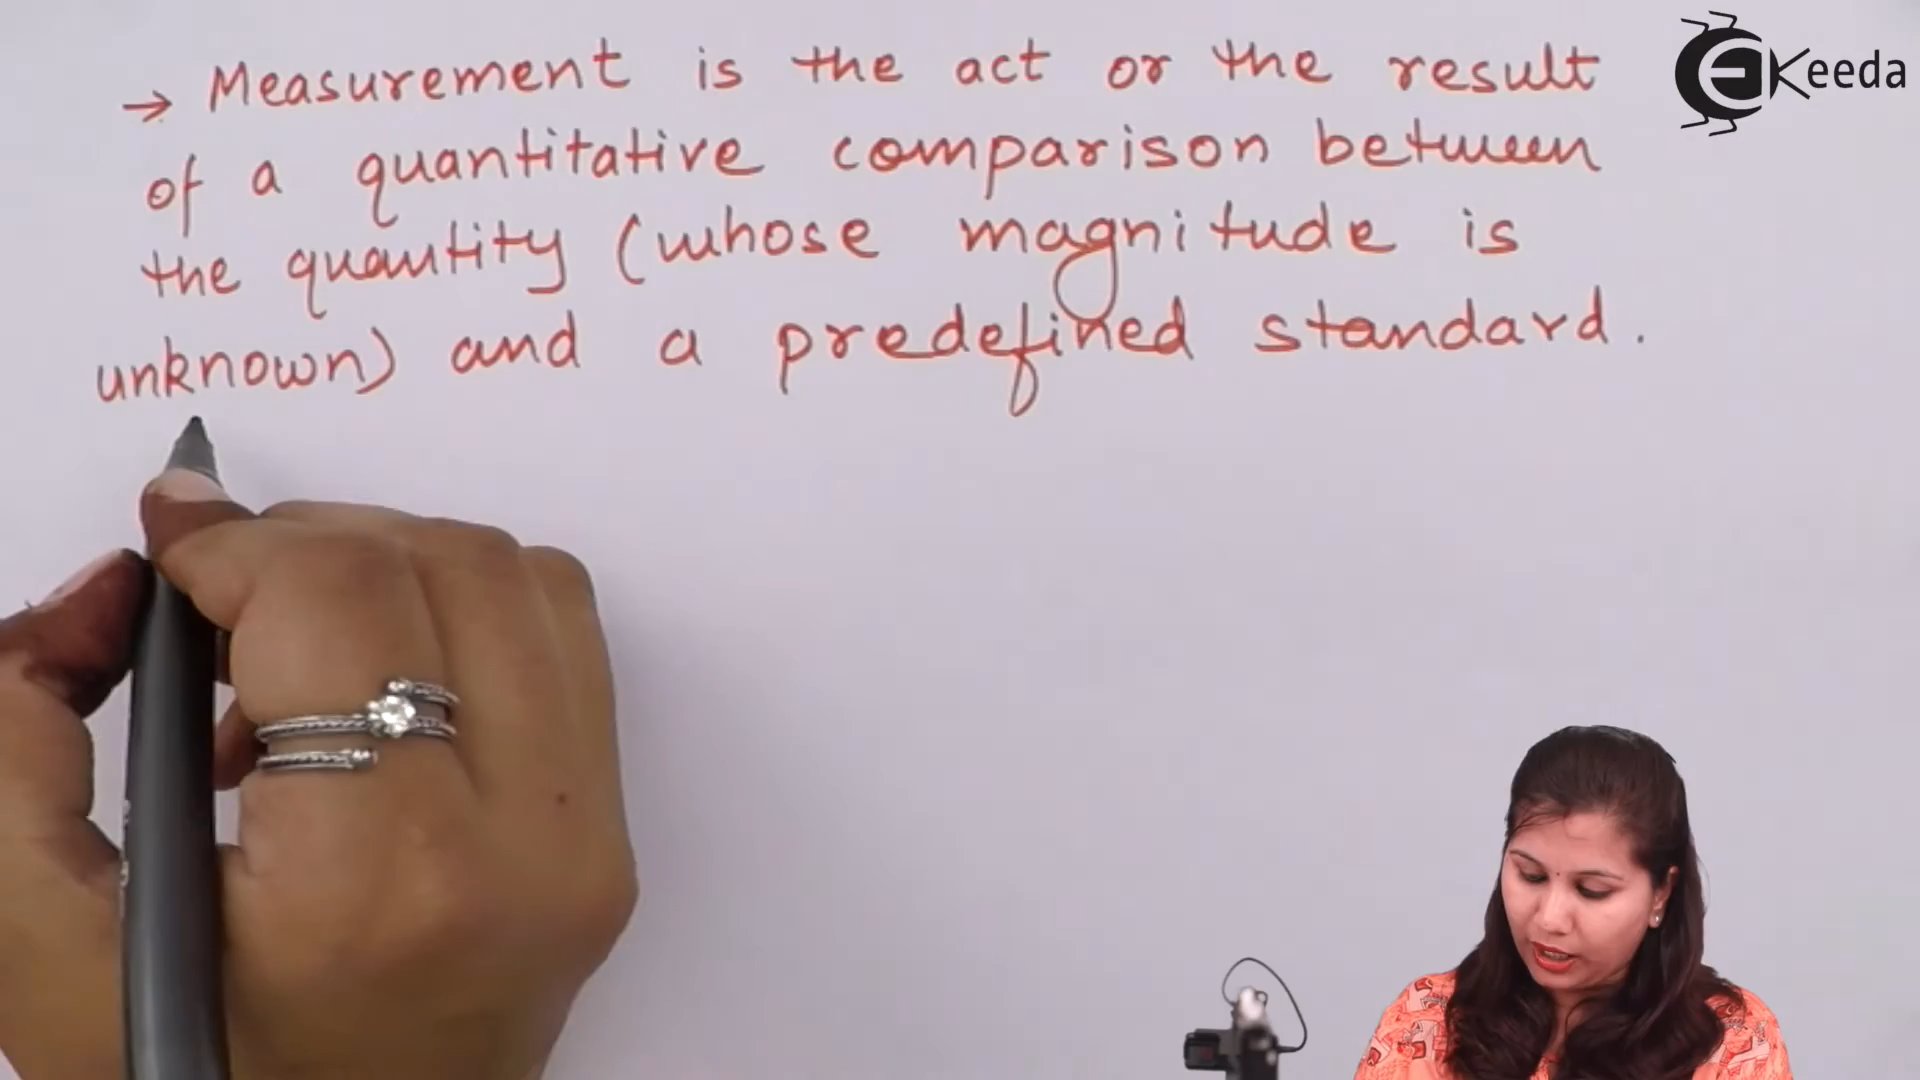 → Measurement is the act or the result
of a quantitative comparison between
the quantity (whose magnitude is
unknown) and a predefined standard.
EKeeda